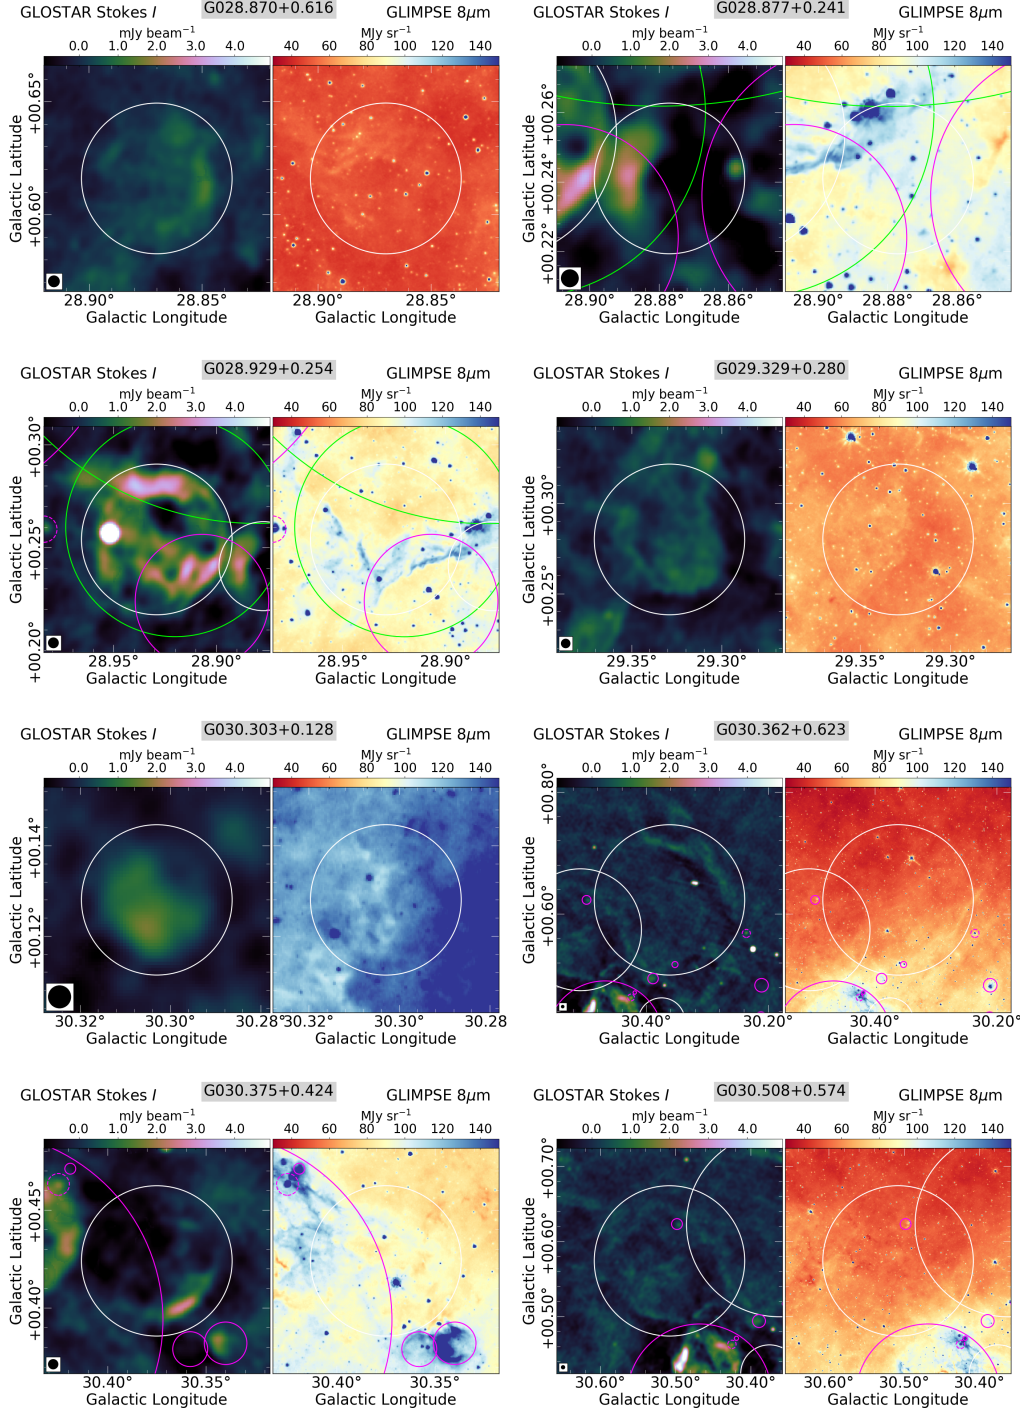 GLOSTAR Stokes I G028.870+0.616 GLIMPSE 8μm
mJy beam⁻¹ MJy sr⁻¹
0.0 1.0 2.0 3.0 4.0 40 60 80 100 120 140
Galactic Latitude
+00.65°
+00.60°
28.90° 28.85° 28.90° 28.85°
Galactic Longitude Galactic Longitude
GLOSTAR Stokes I G028.877+0.241 GLIMPSE 8μm
mJy beam⁻¹ MJy sr⁻¹
0.0 1.0 2.0 3.0 4.0 40 60 80 100 120 140
Galactic Latitude
+00.26°
+00.24°
+00.22°
28.90° 28.88° 28.86° 28.90° 28.88° 28.86°
Galactic Longitude Galactic Longitude
GLOSTAR Stokes I G028.929+0.254 GLIMPSE 8μm
mJy beam⁻¹ MJy sr⁻¹
0.0 1.0 2.0 3.0 4.0 40 60 80 100 120 140
Galactic Latitude
+00.30°
+00.25°
+00.20°
28.95° 28.90° 28.95° 28.90°
Galactic Longitude Galactic Longitude
GLOSTAR Stokes I G029.329+0.280 GLIMPSE 8μm
mJy beam⁻¹ MJy sr⁻¹
0.0 1.0 2.0 3.0 4.0 40 60 80 100 120 140
Galactic Latitude
+00.30°
+00.25°
29.35° 29.30° 29.35° 29.30°
Galactic Longitude Galactic Longitude
GLOSTAR Stokes I G030.303+0.128 GLIMPSE 8μm
mJy beam⁻¹ MJy sr⁻¹
0.0 1.0 2.0 3.0 4.0 40 60 80 100 120 140
Galactic Latitude
+00.14°
+00.12°
30.32° 30.30° 30.28° 30.32° 30.30° 30.28°
Galactic Longitude Galactic Longitude
GLOSTAR Stokes I G030.362+0.623 GLIMPSE 8μm
mJy beam⁻¹ MJy sr⁻¹
0.0 1.0 2.0 3.0 4.0 40 60 80 100 120 140
Galactic Latitude
+00.80°
+00.60°
30.40° 30.20° 30.40° 30.20°
Galactic Longitude Galactic Longitude
GLOSTAR Stokes I G030.375+0.424 GLIMPSE 8μm
mJy beam⁻¹ MJy sr⁻¹
0.0 1.0 2.0 3.0 4.0 40 60 80 100 120 140
Galactic Latitude
+00.45°
+00.40°
30.40° 30.35° 30.40° 30.35°
Galactic Longitude Galactic Longitude
GLOSTAR Stokes I G030.508+0.574 GLIMPSE 8μm
mJy beam⁻¹ MJy sr⁻¹
0.0 1.0 2.0 3.0 4.0 40 60 80 100 120 140
Galactic Latitude
+00.70°
+00.60°
+00.50°
30.60° 30.50° 30.40° 30.60° 30.50° 30.40°
Galactic Longitude Galactic Longitude